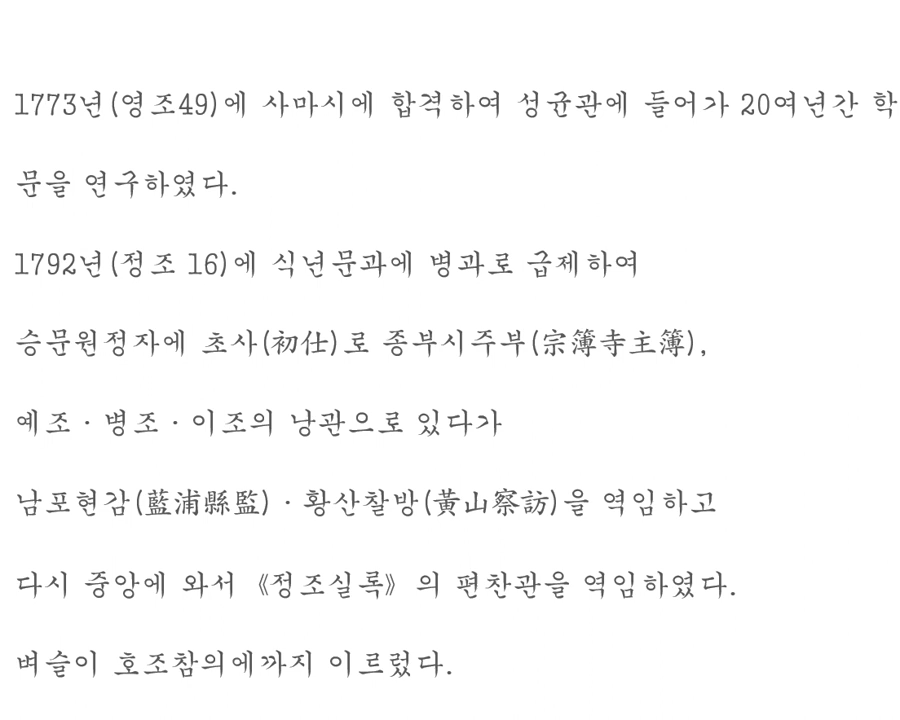 1773년(영조49)에 사마시에 합격하여 성균관에 들어가 20여년간 학
문을 연구하였다.
1792년(정조 16)에 식년문과에 병과로 급제하여
승문원정자에 초사(初仕)로 종부시주부(宗簿寺主簿),
예조 · 병조 · 이조의 낭관으로 있다가
남포현감(藍浦縣監) · 황산찰방(黃山察訪)을 역임하고
다시 중앙에 와서 《정조실록》의 편찬관을 역임하였다.
벼슬이 호조참의에까지 이르렀다.